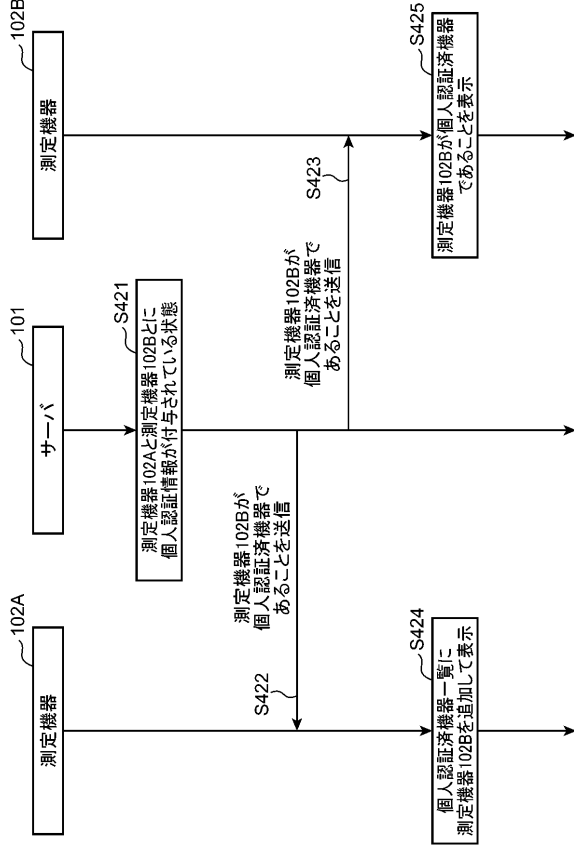 102A
測定機器
101
サーバ
102B
測定機器
S421
測定機器102Aと測定機器102Bとに
個人認証情報が付与されている状態
測定機器102Bが
個人認証済機器で
あることを送信
S422
測定機器102Bが
個人認証済機器で
あることを送信
S423
S424
個人認証済機器一覧に
測定機器102Bを追加して表示
S425
測定機器102Bが個人認証済機器
であることを表示